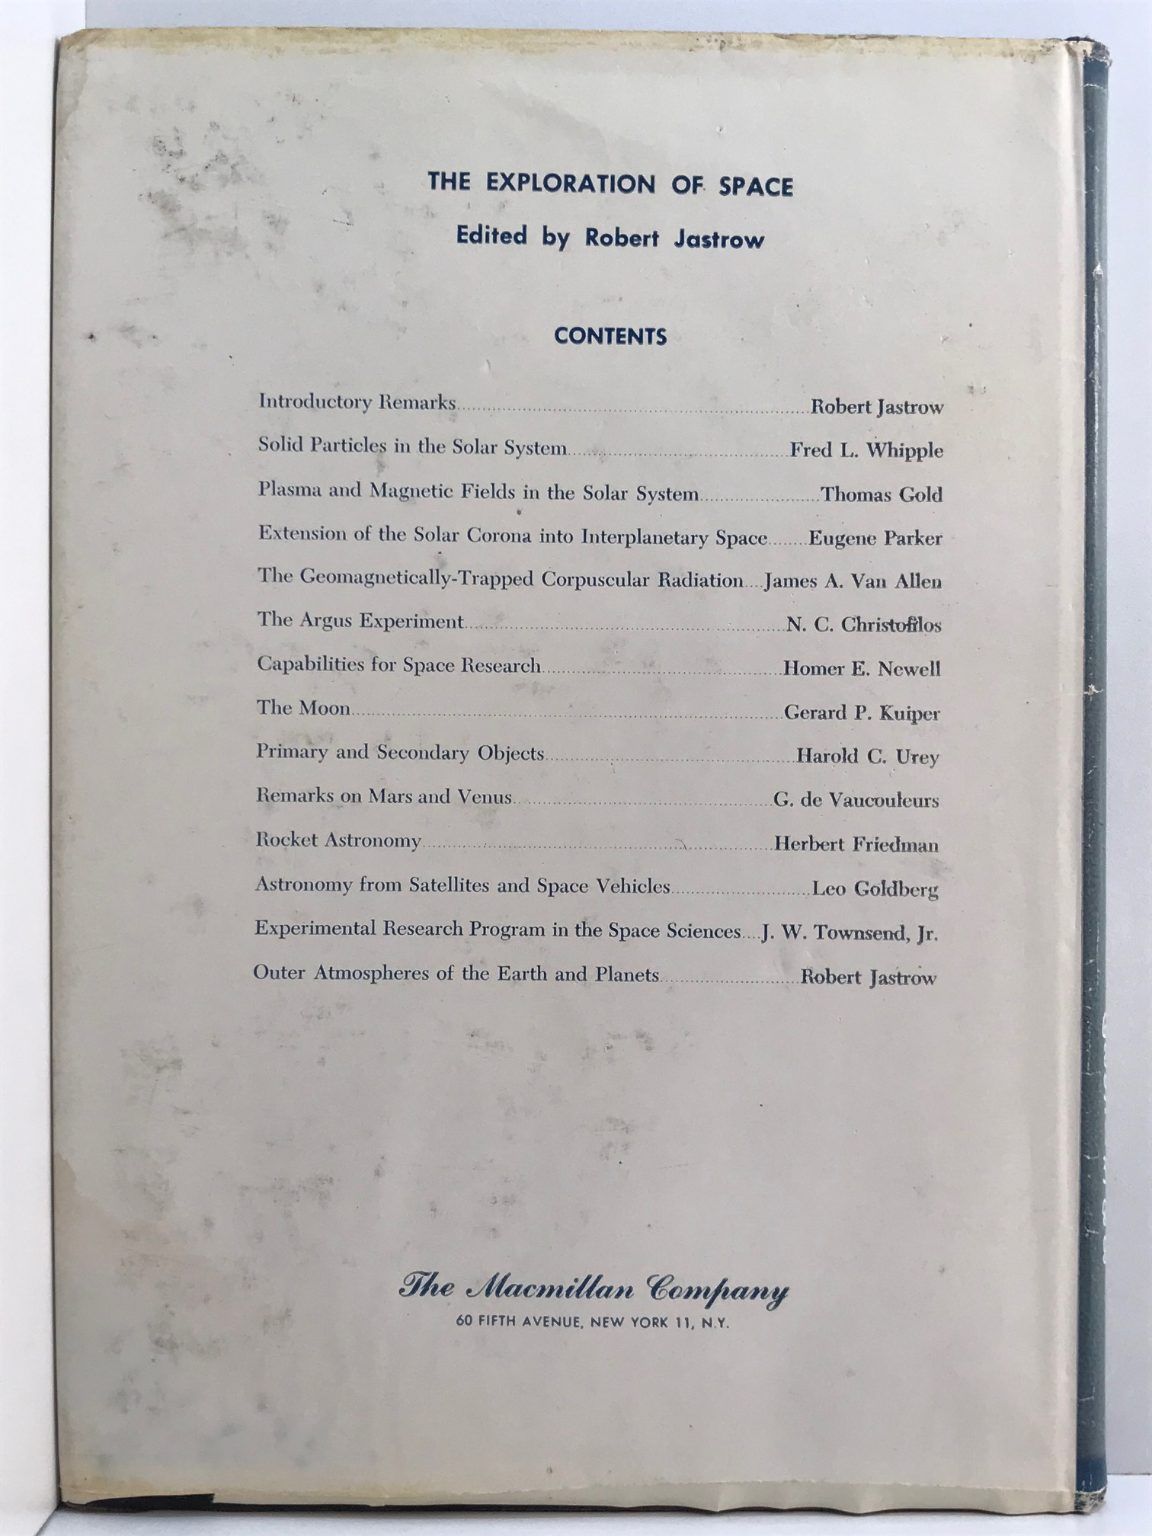 THE EXPLORATION OF SPACE
Edited by Robert Jastrow
CONTENTS
Introductory Remarks........Robert Jastrow
Solid Particles in the Solar System........Fred L. Whipple
Plasma and Magnetic Fields in the Solar System........Thomas Gold
Extension of the Solar Corona into Interplanetary Space........Eugene Parker
The Geomagnetically-Trapped Corpuscular Radiation....James A. Van Allen
The Argus Experiment........N. C. Christofilos
Capabilities for Space Research........Homer E. Newell
The Moon........Gerard P. Kuiper
Primary and Secondary Objects........Harold C. Urey
Remarks on Mars and Venus........G. de Vaucouleurs
Rocket Astronomy........Herbert Friedman
Astronomy from Satellites and Space Vehicles........Leo Goldberg
Experimental Research Program in the Space Sciences....J. W. Townsend, Jr.
Outer Atmospheres of the Earth and Planets........Robert Jastrow
The Macmillan Company
60 FIFTH AVENUE, NEW YORK 11, N.Y.